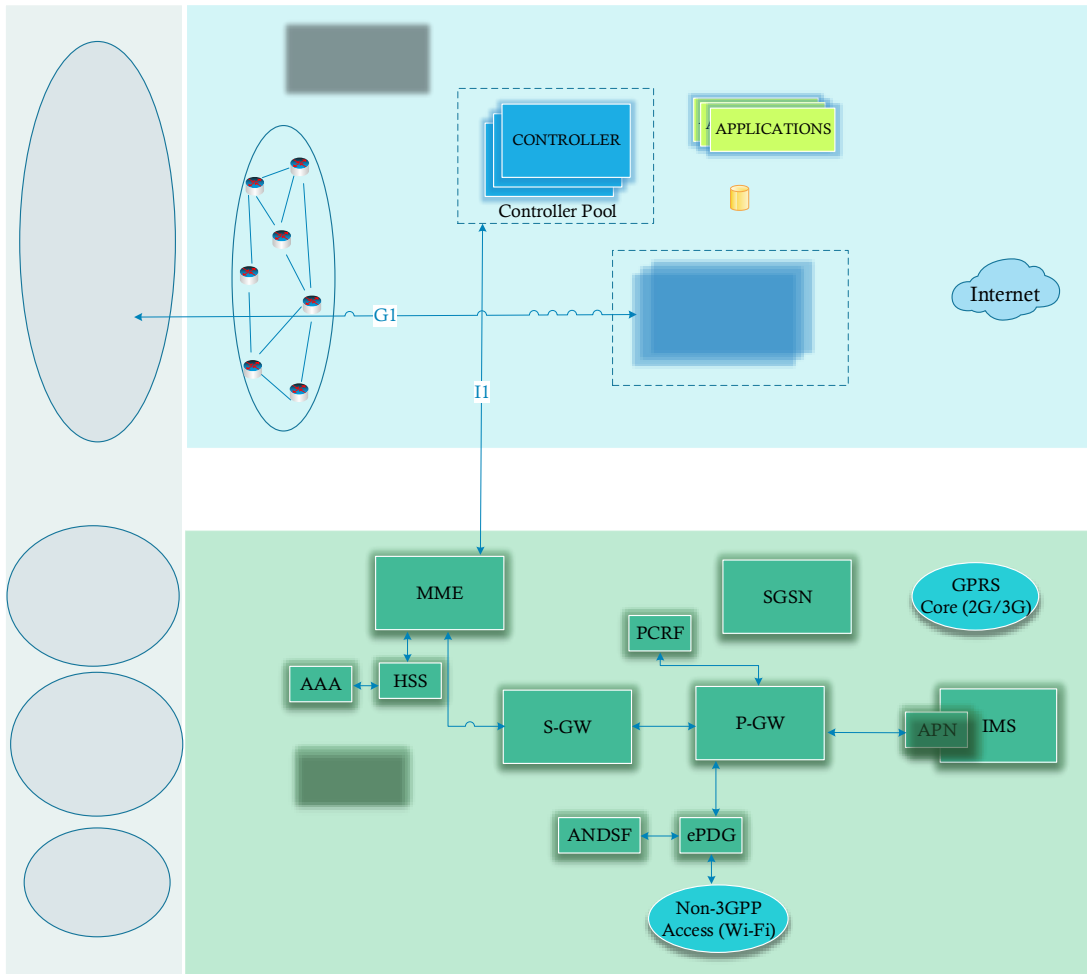 CONTROLLER
Controller Pool
APPLICATIONS
Internet
G1
I1
MME
SGSN
GPRS
Core (2G/3G)
PCRF
AAA
HSS
S-GW
P-GW
APN
IMS
ANDSF
ePDG
Non-3GPP
Access (Wi-Fi)